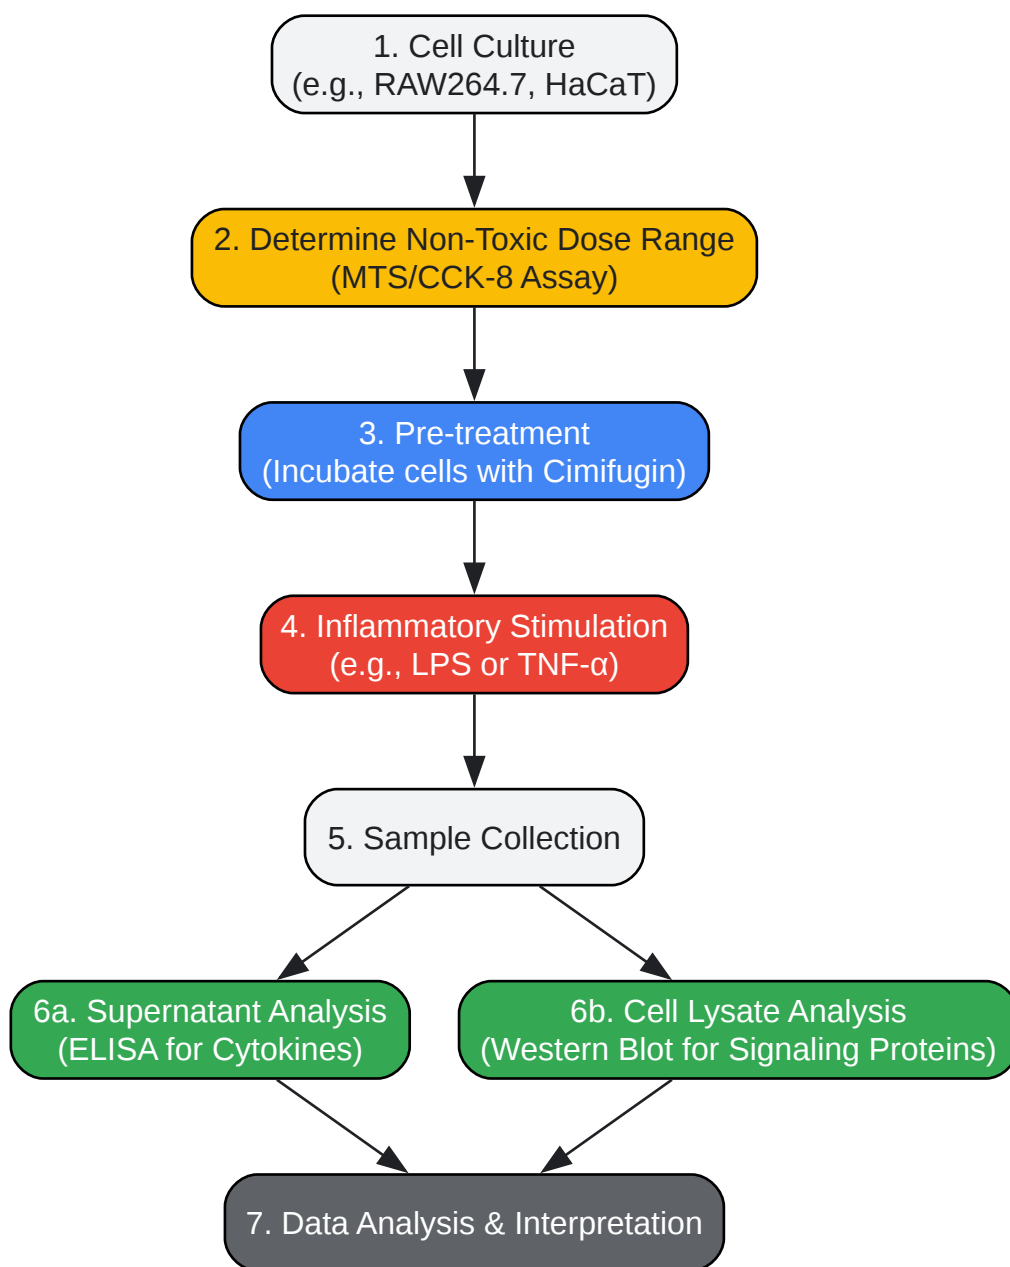 1. Cell Culture
(e.g., RAW264.7, HaCaT)
2. Determine Non-Toxic Dose Range
(MTS/CCK-8 Assay)
3. Pre-treatment
(Incubate cells with Cimifugin)
4. Inflammatory Stimulation
(e.g., LPS or TNF-α)
5. Sample Collection
6a. Supernatant Analysis
(ELISA for Cytokines)
6b. Cell Lysate Analysis
(Western Blot for Signaling Proteins)
7. Data Analysis & Interpretation